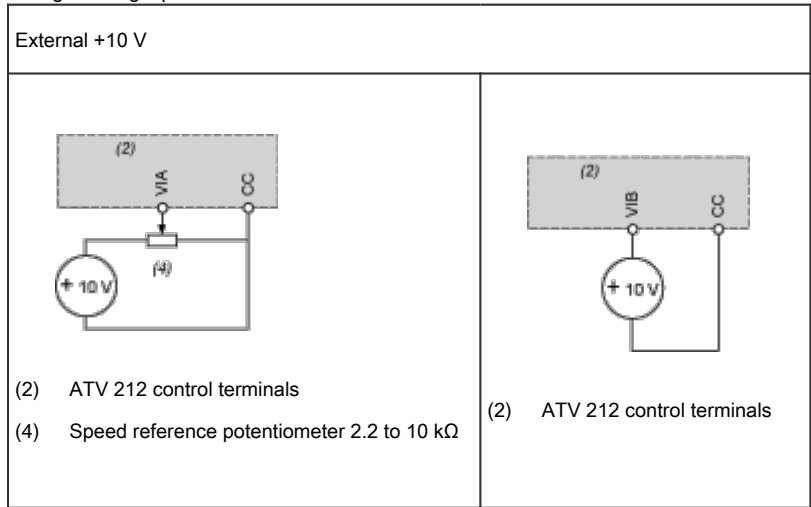 External +10 V
(2)
VIA
CC
(4)
+ 10 V
(2) ATV 212 control terminals
(4) Speed reference potentiometer 2.2 to 10 kΩ
(2)
VIB
CC
+ 10 V
(2) ATV 212 control terminals